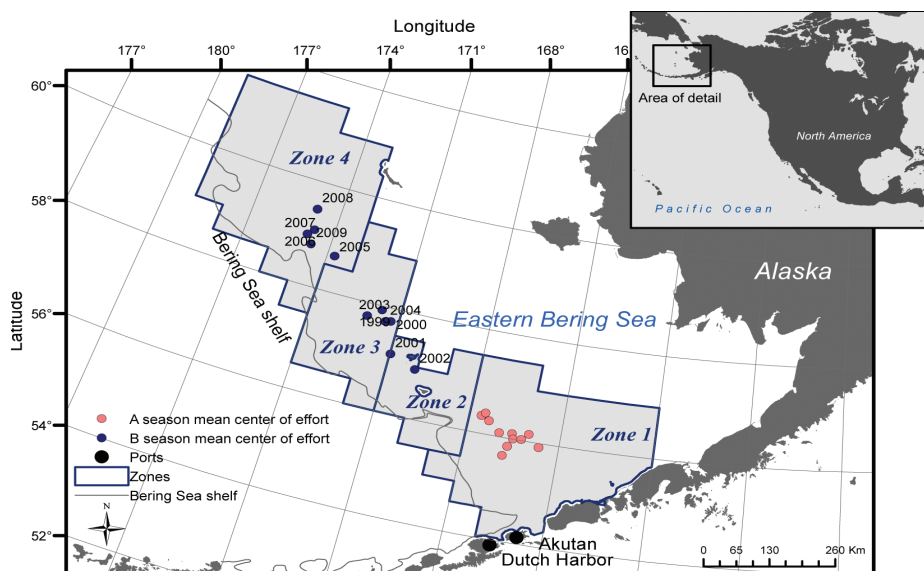 Longitude
177°
180°
177°
174°
171°
168°
16
60°
58°
56°
54°
52°
Latitude
Area of detail
North America
Pacific Ocean
Zone 4
2008
2007
2009
2006
2005
Bering Sea shelf
2003
2004
1999
2000
2001
2002
Zone 3
Zone 2
Zone 1
Eastern Bering Sea
Alaska
A season mean center of effort
B season mean center of effort
Ports
Zones
Bering Sea shelf
N
Akutan
Dutch Harbor
0 65 130 260 Km